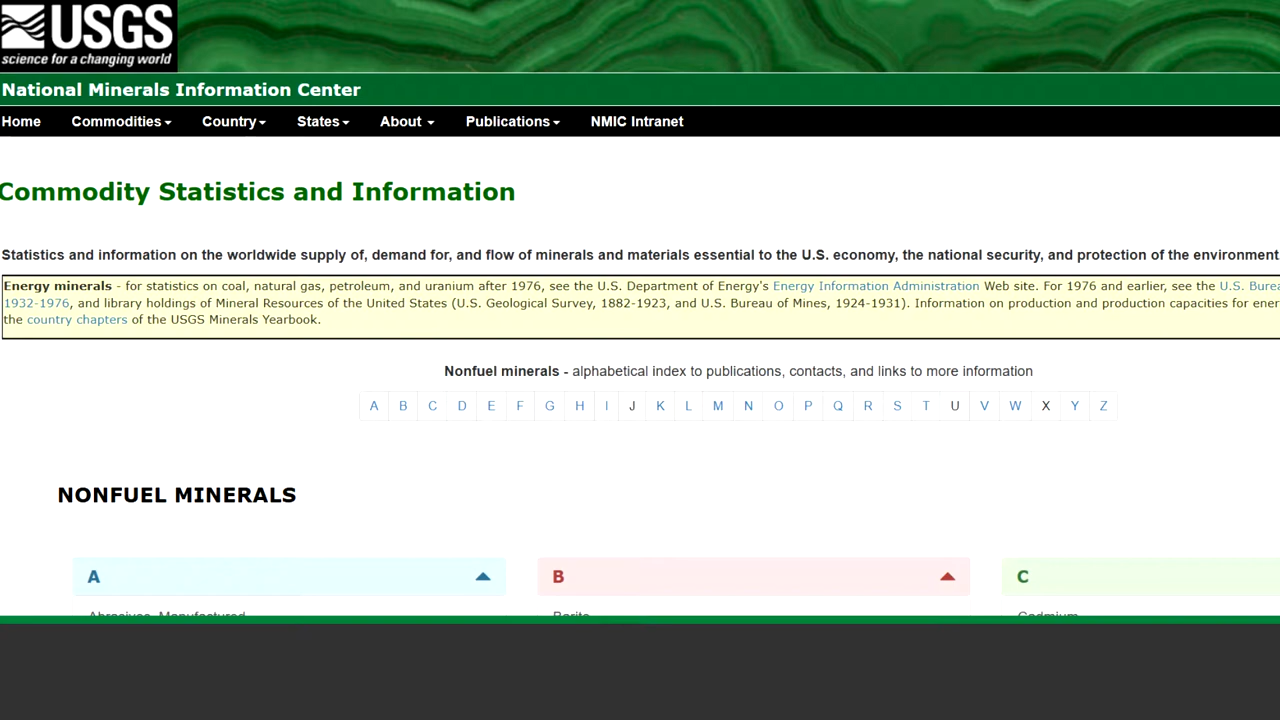 USGS
science for a changing world
National Minerals Information Center
Home Commodities Country States About Publications NMIC Intranet
Commodity Statistics and Information
Statistics and information on the worldwide supply of, demand for, and flow of minerals and materials essential to the U.S. economy, the national security, and protection of the environment
Energy minerals - for statistics on coal, natural gas, petroleum, and uranium after 1976, see the U.S. Department of Energy's Energy Information Administration Web site. For 1976 and earlier, see the U.S. Burea
1932-1976, and library holdings of Mineral Resources of the United States (U.S. Geological Survey, 1882-1923, and U.S. Bureau of Mines, 1924-1931). Information on production and production capacities for ener
the country chapters of the USGS Minerals Yearbook.
Nonfuel minerals - alphabetical index to publications, contacts, and links to more information
A B C D E F G H I J K L M N O P Q R S T U V W X Y Z
NONFUEL MINERALS
A B C
Abrasives, Manufactured Barite Cadmium